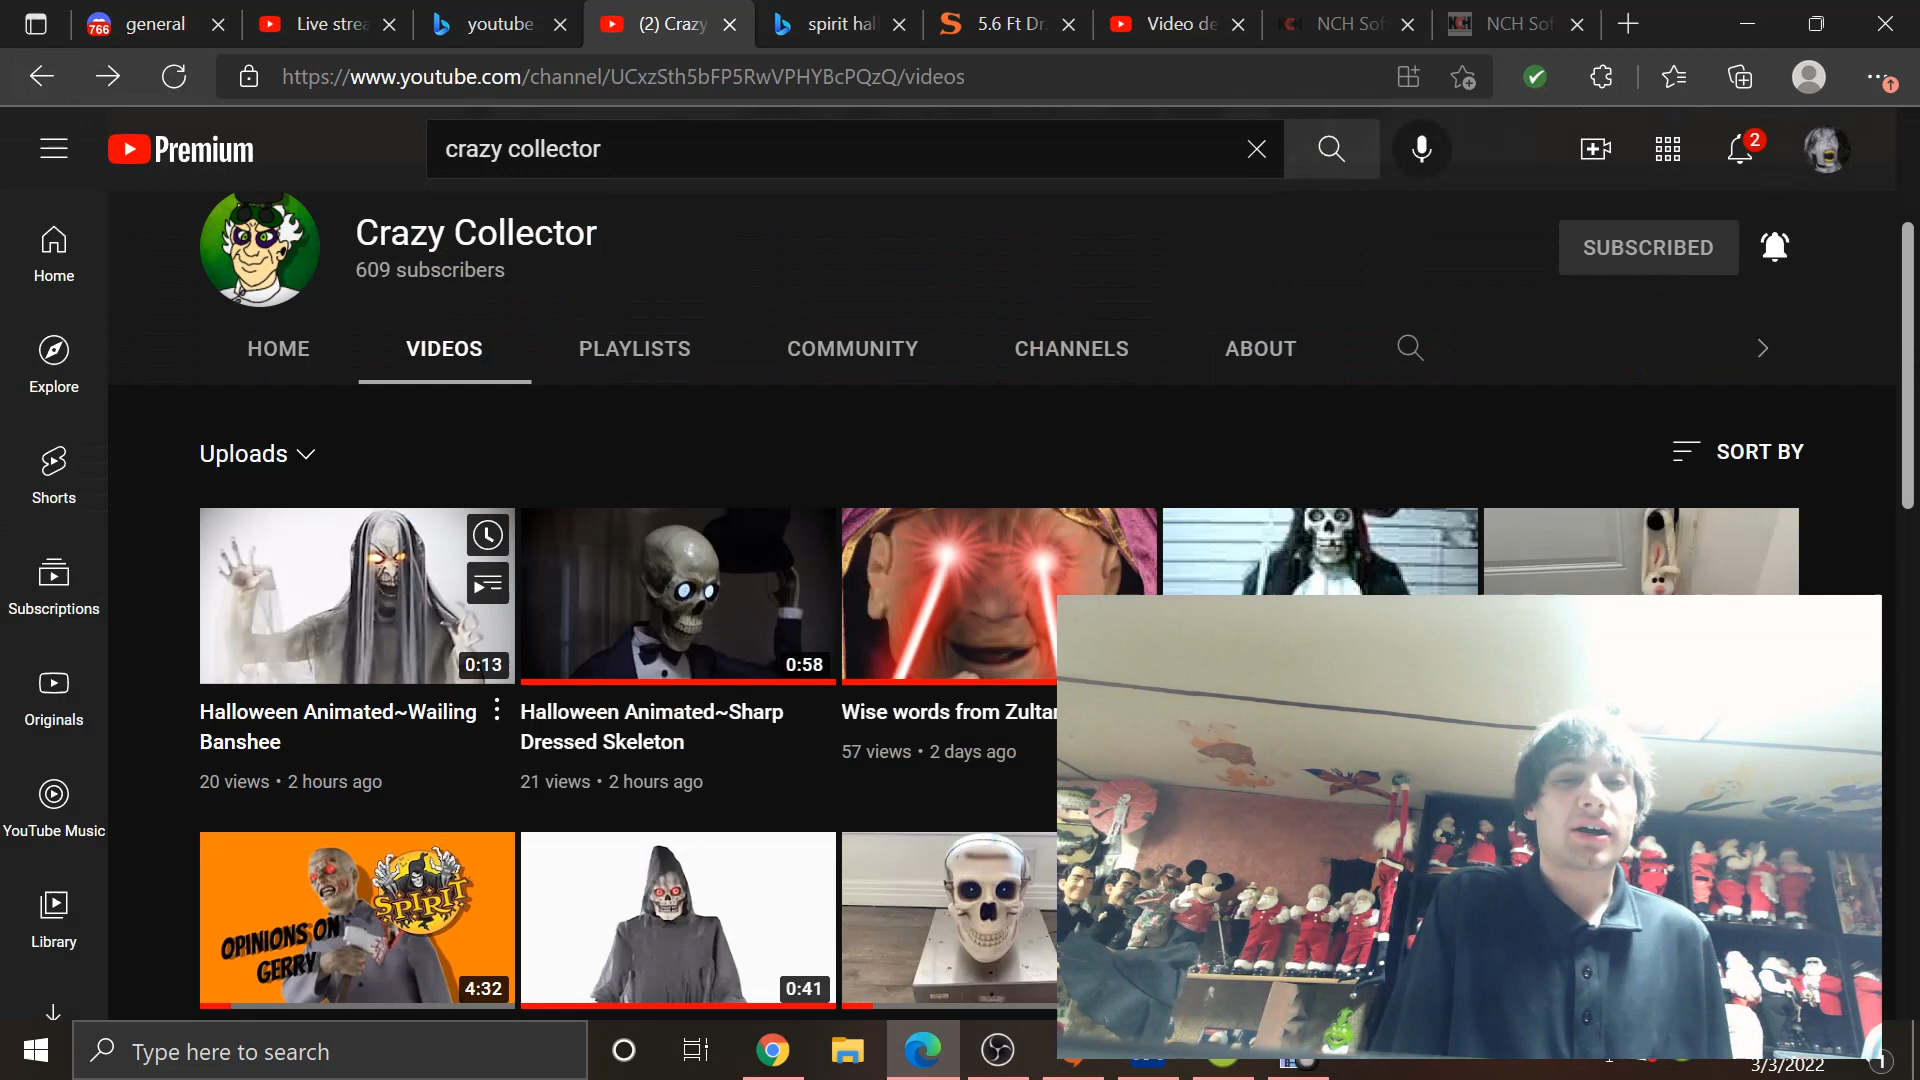 766 general
Live strea
youtube
(2) Crazy
spirit hal
5.6 Ft Dr.
Video de
NCH Sof
NCH Sof
https://www.youtube.com/channel/UCxzSth5bFP5RwVPHYBcPQzQ/videos
Premium
crazy collector
2
Crazy Collector
609 subscribers
SUBSCRIBED
HOME
VIDEOS
PLAYLISTS
COMMUNITY
CHANNELS
ABOUT
Home
Explore
Shorts
Subscriptions
Originals
YouTube Music
Library
Uploads
SORT BY
0:13
0:58
Halloween Animated~Wailing
Banshee
20 views • 2 hours ago
Halloween Animated~Sharp
Dressed Skeleton
21 views • 2 hours ago
Wise words from Zultan
57 views • 2 days ago
SPIRIT
OPINIONS ON
GERRY
4:32
0:41
Type here to search
3/3/2022
1